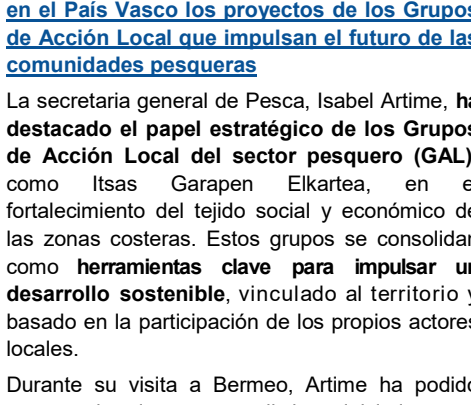 en el País Vasco los proyectos de los Grupos
de Acción Local que impulsan el futuro de las
comunidades pesqueras
La secretaria general de Pesca, Isabel Artime, ha
destacado el papel estratégico de los Grupos
de Acción Local del sector pesquero (GAL)
como Itsas Garapen Elkartea, en e
fortalecimiento del tejido social y económico de
las zonas costeras. Estos grupos se consolidan
como herramientas clave para impulsar un
desarrollo sostenible, vinculado al territorio y
basado en la participación de los propios actores
locales.
Durante su visita a Bermeo, Artime ha podido